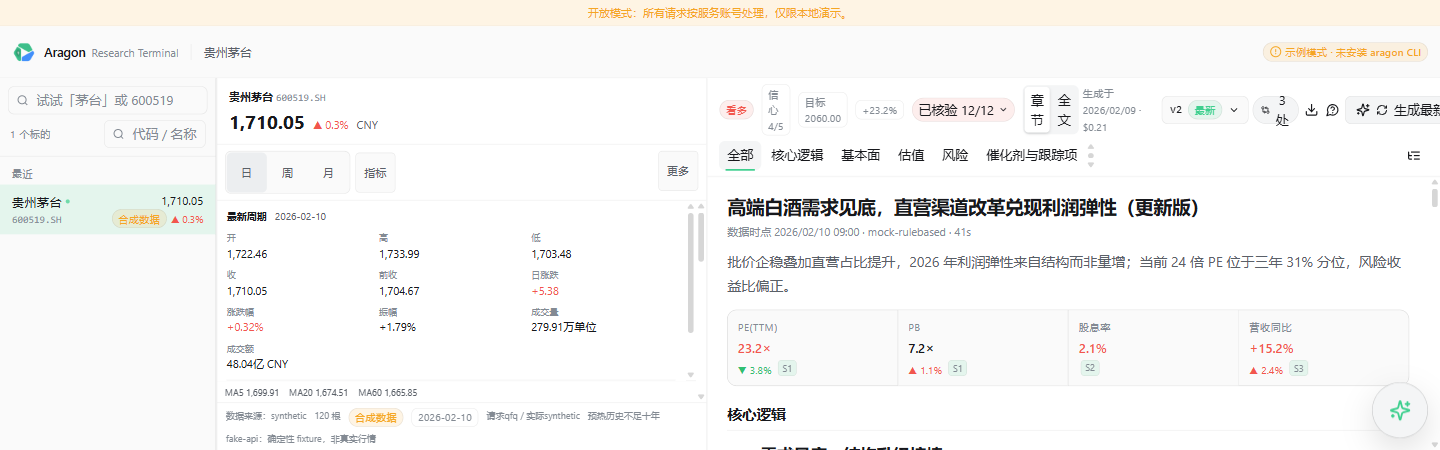 开放模式：所有请求按服务账号处理，仅限本地演示。
Aragon Research Terminal 贵州茅台
示例模式 · 未安装 aragon CLI
试试「茅台」或 600519
1 个标的
代码 / 名称
最近
贵州茅台 1,710.05
600519.SH 合成数据 ▲ 0.3%
贵州茅台 600519.SH
1,710.05 ▲ 0.3% CNY
日 周 月 指标 更多
最新周期 2026-02-10
开 高 低
1,722.46 1,733.99 1,703.48
收 前收 日涨跌
1,710.05 1,704.67 +5.38
涨跌幅 振幅 成交量
+0.32% +1.79% 279.91万单位
成交额
48.04亿 CNY
MA5 1,699.91 MA20 1,674.51 MA60 1,665.85
数据来源：synthetic 120 根 合成数据 2026-02-10 请求qfq / 实际synthetic 预热历史不足十年
fake-api：确定性 fixture，非真实行情
看多
信心 4/5
目标 2060.00
+23.2%
已核验 12/12
章节
全文
生成于 2026/02/09 · $0.21
v2 最新
3 处
生成最新
全部 核心逻辑 基本面 估值 风险 催化剂与跟踪项
高端白酒需求见底，直营渠道改革兑现利润弹性（更新版）
数据时点 2026/02/10 09:00 · mock-rulebased · 41s
批价企稳叠加直营占比提升，2026 年利润弹性来自结构而非量增；当前 24 倍 PE 位于三年 31% 分位，风险收
益比偏正。
PE(TTM) PB 股息率 营收同比
23.2× 7.2× 2.1% +15.2%
▼ 3.8% S1 ▲ 1.1% S1 S2 ▲ 2.4% S3
核心逻辑